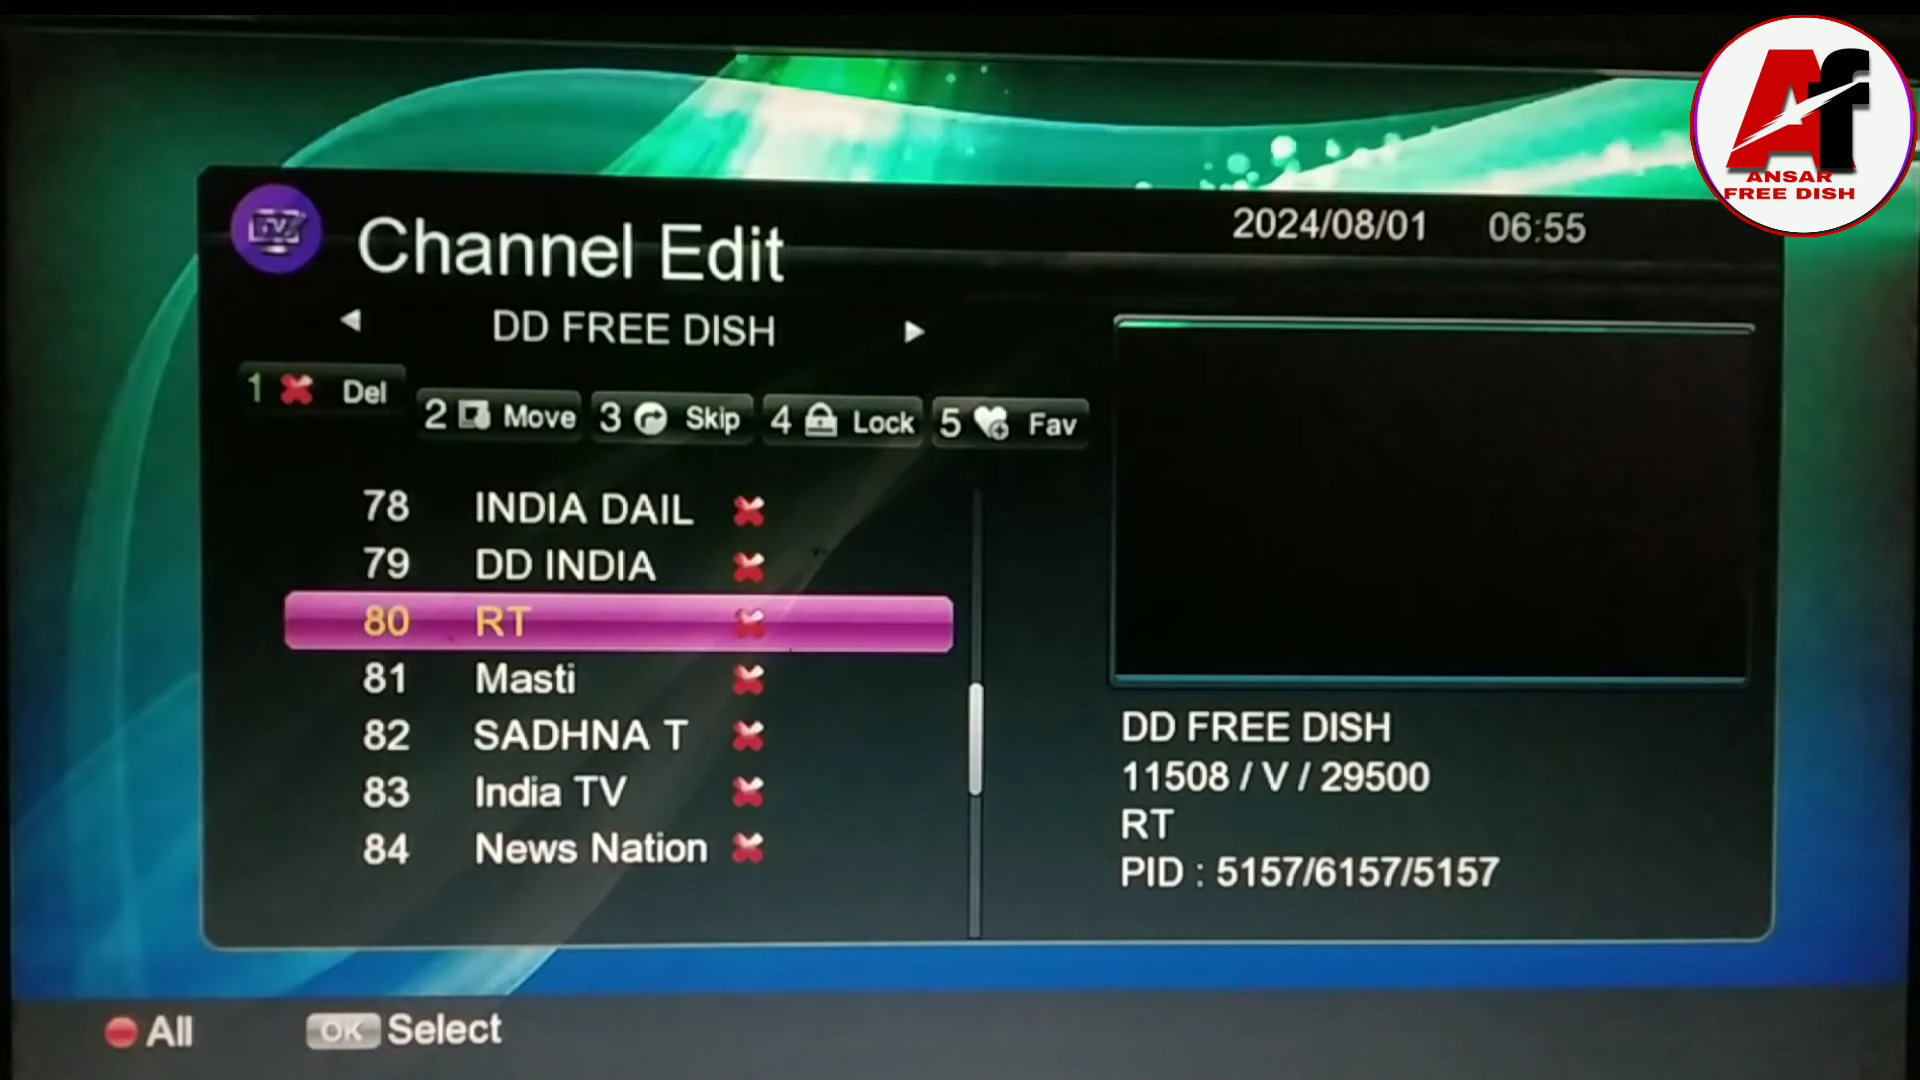 Af
ANSAR
FREE DISH
TV
Channel Edit
2024/08/01 06:55
DD FREE DISH
1 Del
2 Move
3 Skip
4 Lock
5 Fav
78 INDIA DAIL
79 DD INDIA
80 RT
81 Masti
82 SADHNA T
83 India TV
84 News Nation
DD FREE DISH
11508 / V / 29500
RT
PID : 5157/6157/5157
All
OK Select